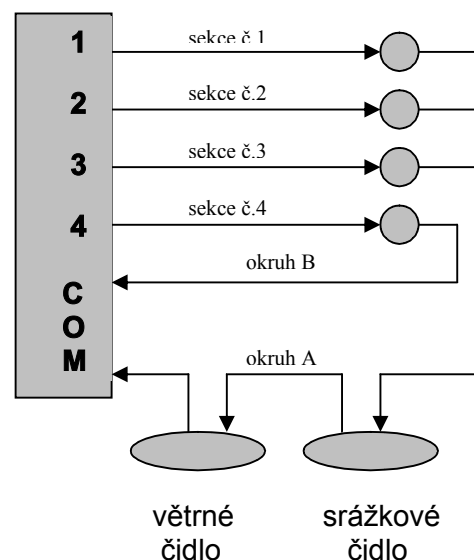 1
sekce č.1
2
sekce č.2
3
sekce č.3
4
sekce č.4
okruh B
C
O
M
okruh A
větrné
čidlo
srážkové
čidlo